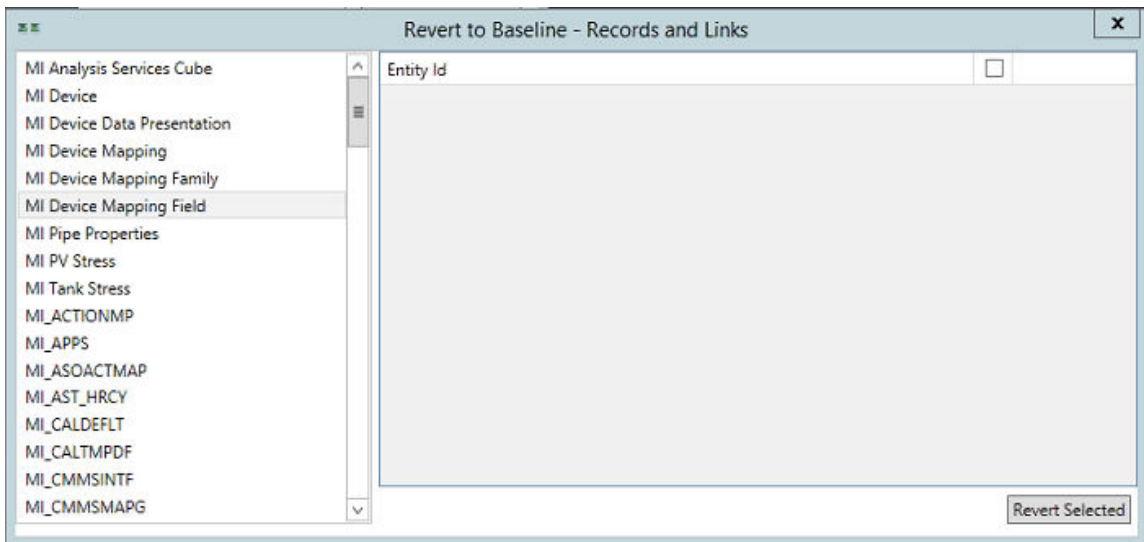 Revert to Baseline - Records and Links
x
MI Analysis Services Cube
MI Device
MI Device Data Presentation
MI Device Mapping
MI Device Mapping Family
MI Device Mapping Field
MI Pipe Properties
MI PV Stress
MI Tank Stress
MI_ACTIONMP
MI_APPS
MI_ASOACTMAP
MI_AST_HRCY
MI_CALDEFLT
MI_CALTMPDF
MI_CMMSINTF
MI_CMMSMAPG
Entity Id
Revert Selected